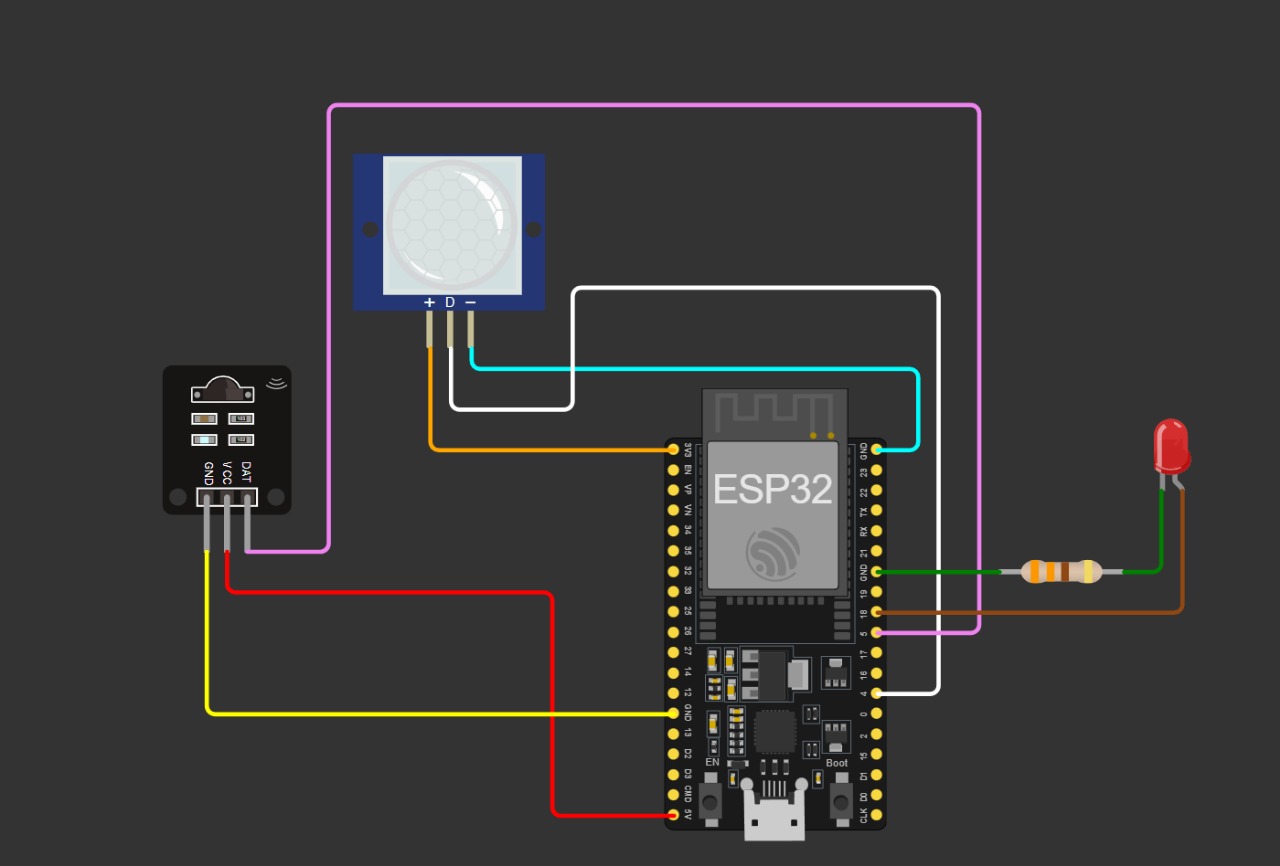 + D −
GND
VCC
DAT
ESP32
3V3
EN
VP
VN
34
35
32
33
25
26
27
14
12
GND
13
D2
D3
CMD
5V
GND
23
22
TX
RX
21
GND
19
18
5
17
16
4
0
2
15
D1
D0
CLK
EN
Boot